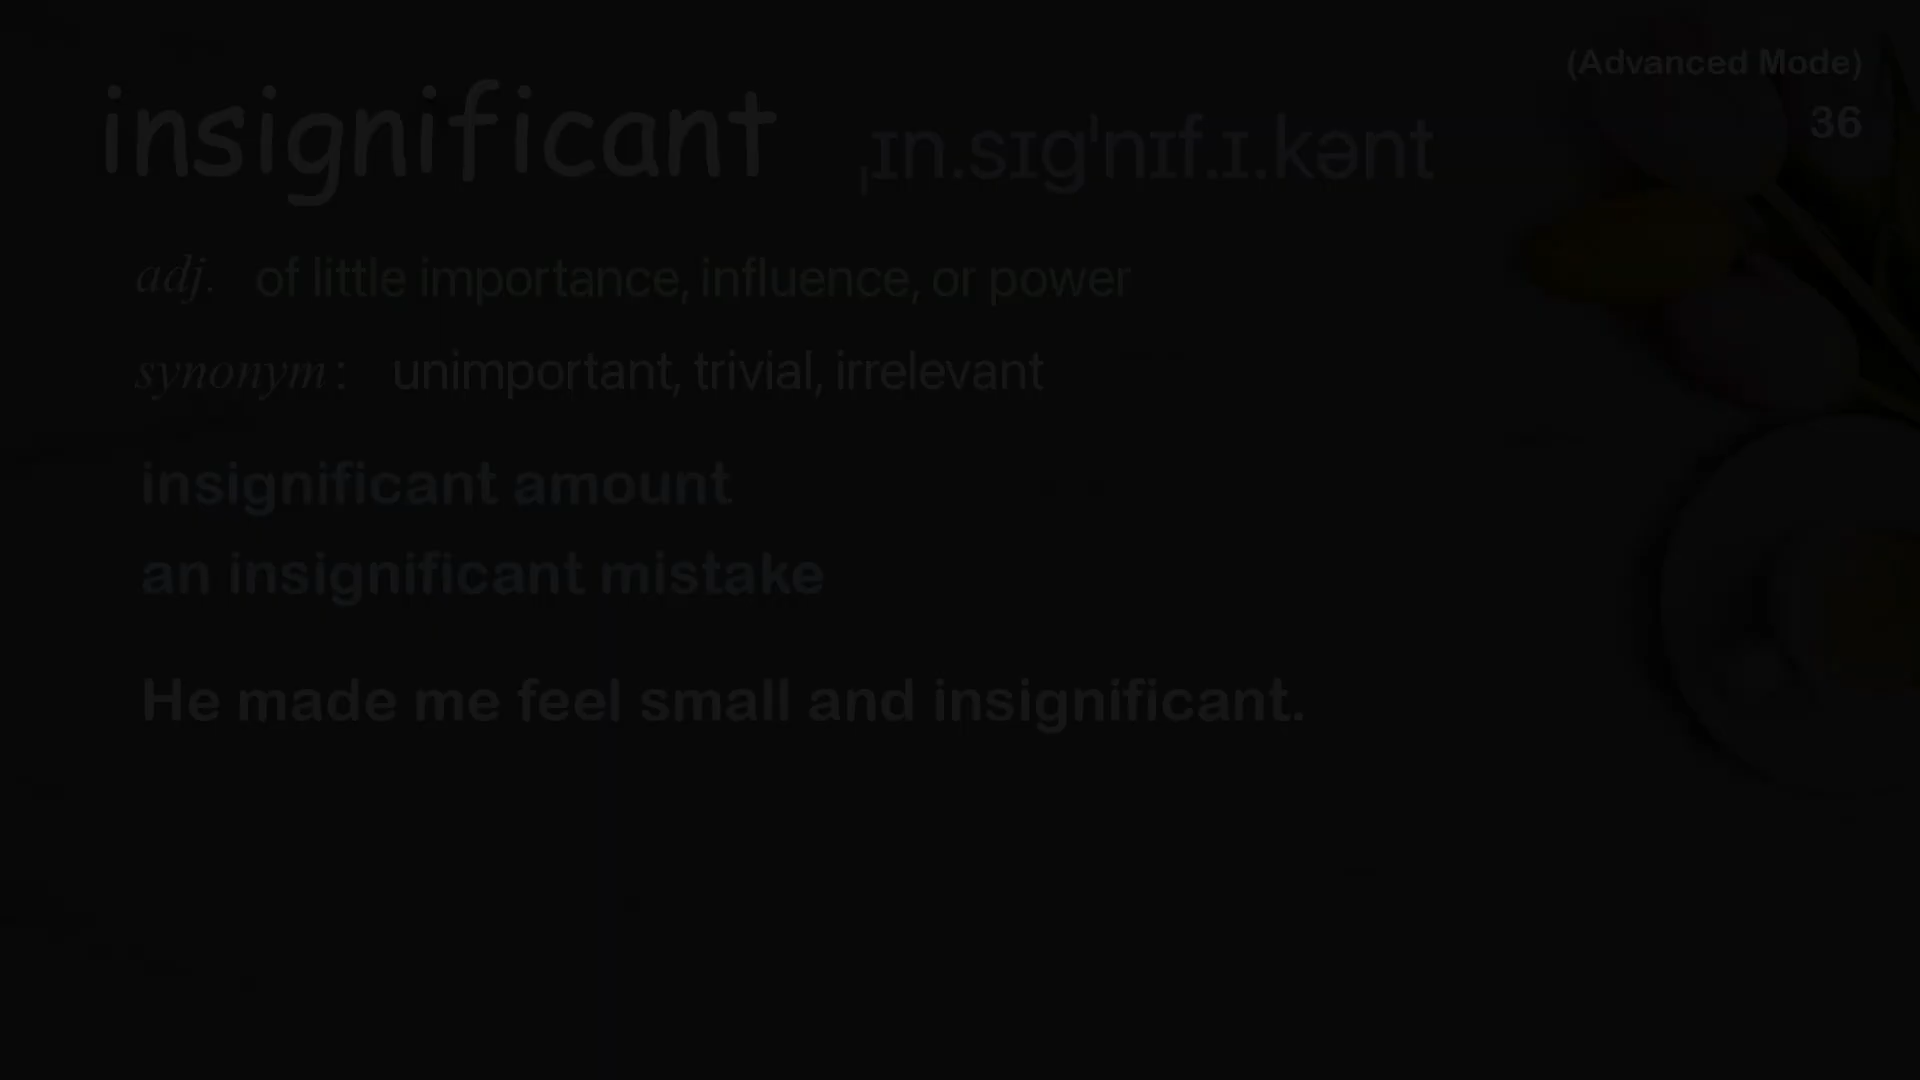 (Advanced Mode)
36
insignificant ˌɪn.sɪɡˈnɪf.ɪ.kənt
adj. of little importance, influence, or power
synonym: unimportant, trivial, irrelevant
insignificant amount
an insignificant mistake
He made me feel small and insignificant.